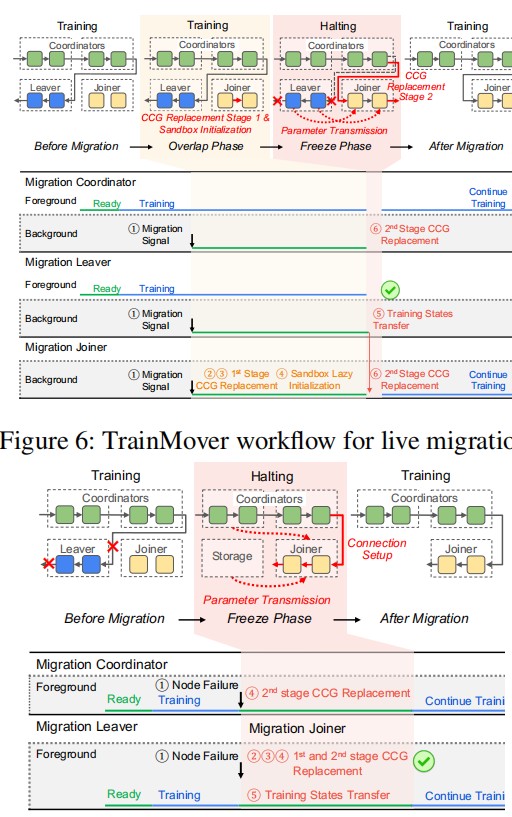 Training Training Halting Training
Coordinators Coordinators Coordinators Coordinators
Leaver Joiner Leaver Joiner Leaver Joiner Joiner
CCG
Replacement
Stage 2
CCG Replacement Stage 1 &
Sandbox Initialization
Parameter Transmission
Before Migration Overlap Phase Freeze Phase After Migration
Migration Coordinator
Foreground Ready Training Continue
Training
Background ① Migration
Signal
⑥ 2nd Stage CCG
Replacement
Migration Leaver
Foreground Ready Training
Background ① Migration
Signal
⑤ Training States
Transfer
Migration Joiner
Background ① Migration
Signal
②③ 1st Stage
CCG Replacement
④ Sandbox Lazy
Initialization
⑥ 2nd Stage CCG
Replacement
Continue
Training
Figure 6: TrainMover workflow for live migratio
Training Halting Training
Coordinators Coordinators Coordinators
Leaver Joiner Storage Joiner Joiner
Connection
Setup
Parameter Transmission
Before Migration Freeze Phase After Migration
Migration Coordinator
Foreground Ready
① Node Failure
Training
④ 2nd stage CCG Replacement
Continue Traini
Migration Leaver Migration Joiner
Foreground
① Node Failure
②③④ 1st and 2nd stage CCG
Replacement
Ready Training ⑤ Training States Transfer Continue Traini